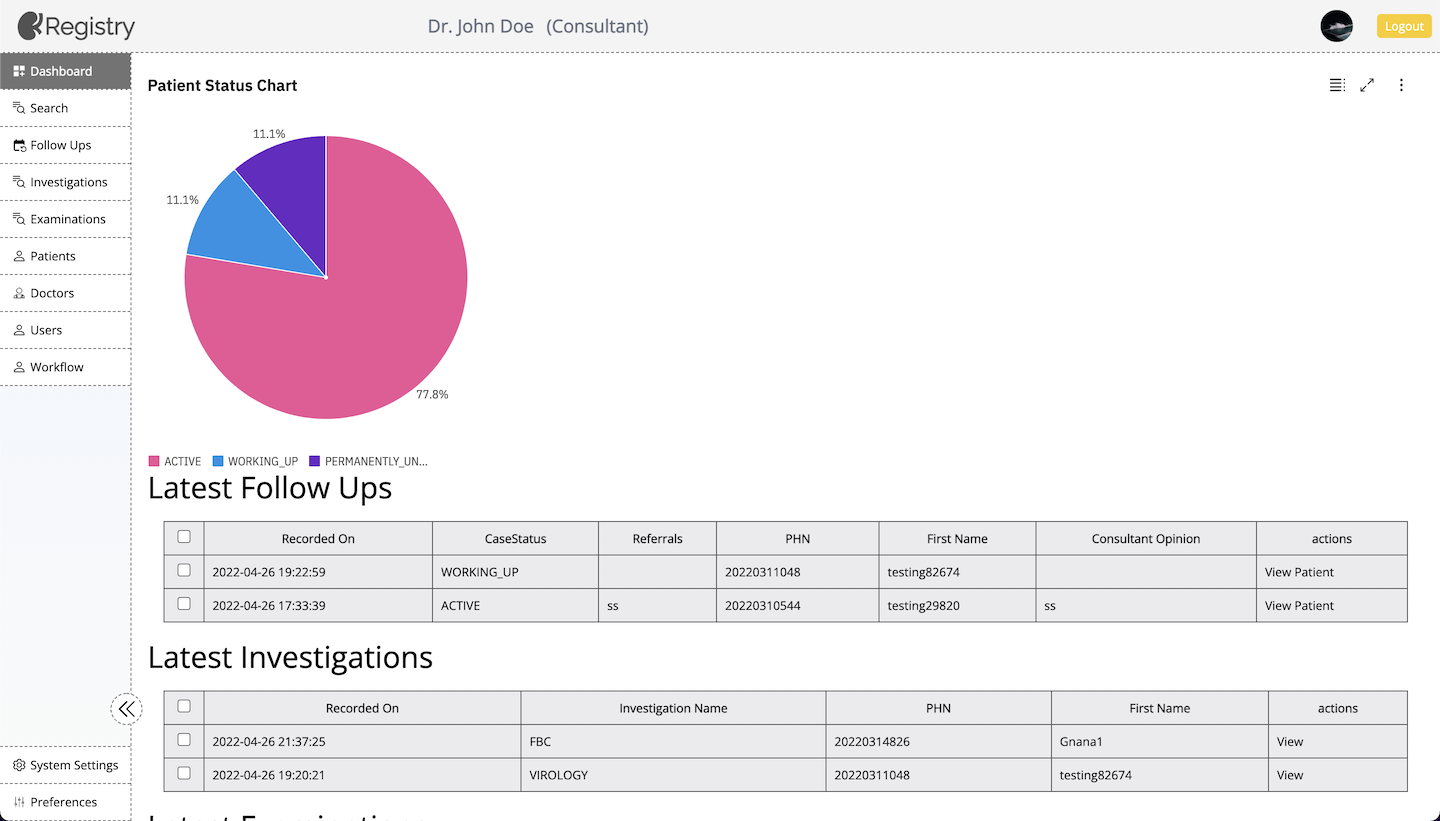 Registry
Dr. John Doe (Consultant)
Logout
Dashboard
Search
Follow Ups
Investigations
Examinations
Patients
Doctors
Users
Workflow
System Settings
Preferences
Patient Status Chart
11.1%
11.1%
77.8%
ACTIVE WORKING_UP PERMANENTLY_UN...
Latest Follow Ups
Recorded On CaseStatus Referrals PHN First Name Consultant Opinion actions
2022-04-26 19:22:59 WORKING_UP 20220311048 testing82674 View Patient
2022-04-26 17:33:39 ACTIVE ss 20220310544 testing29820 ss View Patient
Latest Investigations
Recorded On Investigation Name PHN First Name actions
2022-04-26 21:37:25 FBC 20220314826 Gnana1 View
2022-04-26 19:20:21 VIROLOGY 20220311048 testing82674 View